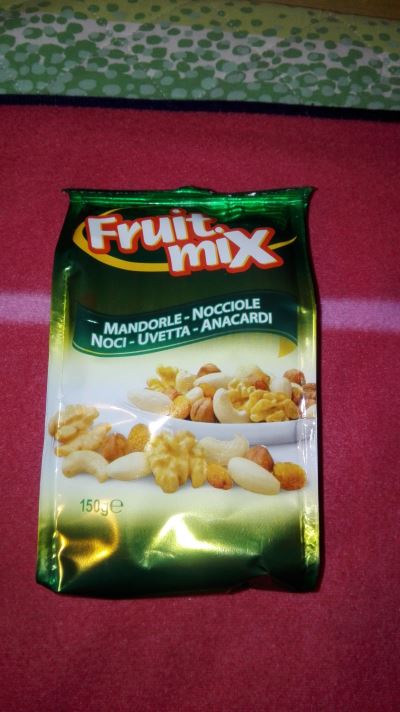 Fruit
mix
MANDORLE - NOCCIOLE
NOCI - UVETTA - ANACARDI
150g℮